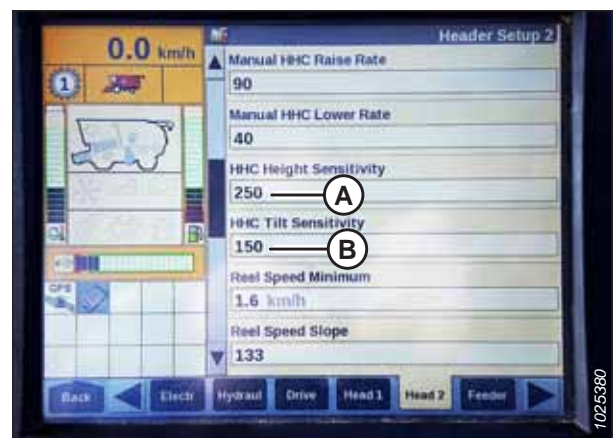 0.0 km/h
Header Setup 2
1
Manual HHC Raise Rate
90
Manual HHC Lower Rate
40
HHC Height Sensitivity
250
A
HHC Tilt Sensitivity
150
B
Reel Speed Minimum
1.6 km/h
GPS
Reel Speed Slope
133
Back
Electr
Hydraul
Drive
Head 1
Head 2
Feeder
1025380